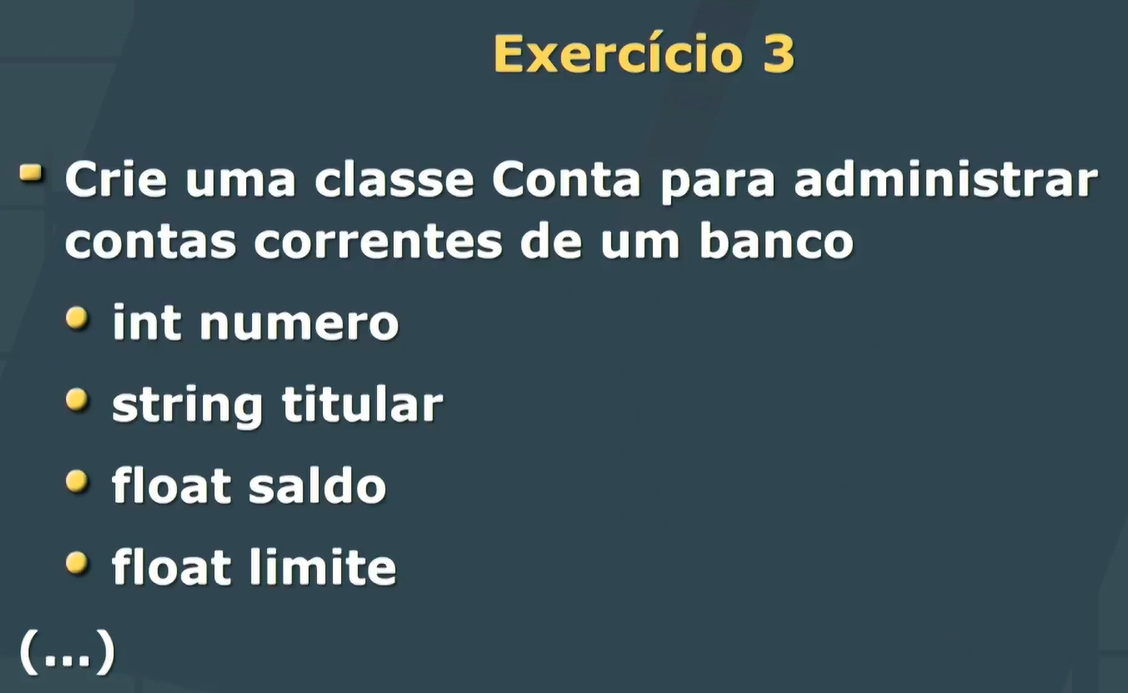 Exercício 3
Crie uma classe Conta para administrar
contas correntes de um banco
int numero
string titular
float saldo
float limite
(...)